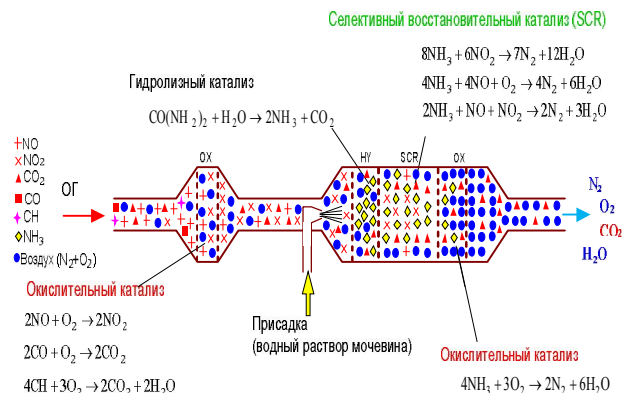 Селективный восстановительный катализ (SCR)
8NH₃ + 6NO₂ → 7N₂ + 12H₂O
4NH₃ + 4NO + O₂ → 4N₂ + 6H₂O
2NH₃ + NO + NO₂ → 2N₂ + 3H₂O
Гидролизный катализ
CO(NH₂)₂ + H₂O → 2NH₃ + CO₂
OX
HY
SCR
OX
NO
NO₂
CO₂
CO
CH
NH₃
Воздух (N₂+O₂)
ОГ
N₂
O₂
CO₂
H₂O
Окислительный катализ
2NO + O₂ → 2NO₂
2CO + O₂ → 2CO₂
4CH + 3O₂ → 2CO₂ + 2H₂O
Присадка
(водный раствор мочевина)
Окислительный катализ
4NH₃ + 3O₂ → 2N₂ + 6H₂O